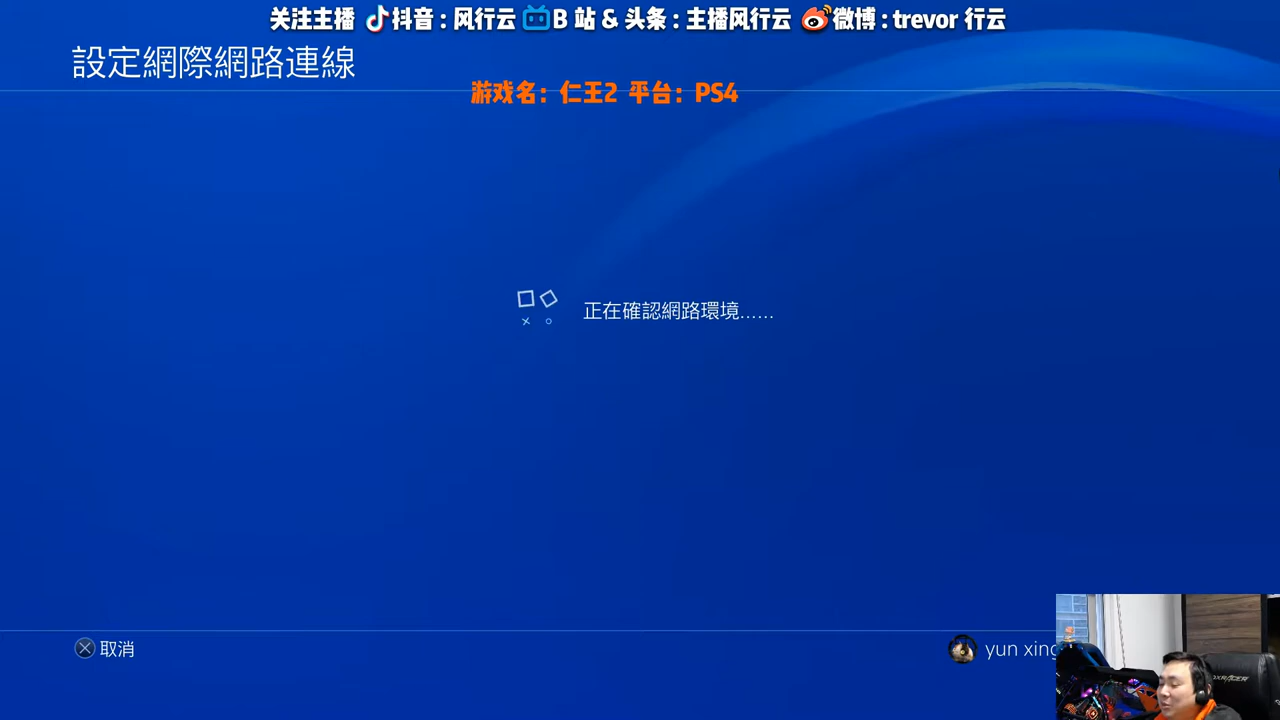 关注主播 抖音 : 风行云 B 站 & 头条 : 主播风行云 微博 : trevor 行云
設定網際網路連線
游戏名：仁王2 平台：PS4
正在確認網路環境……
取消
yun xing